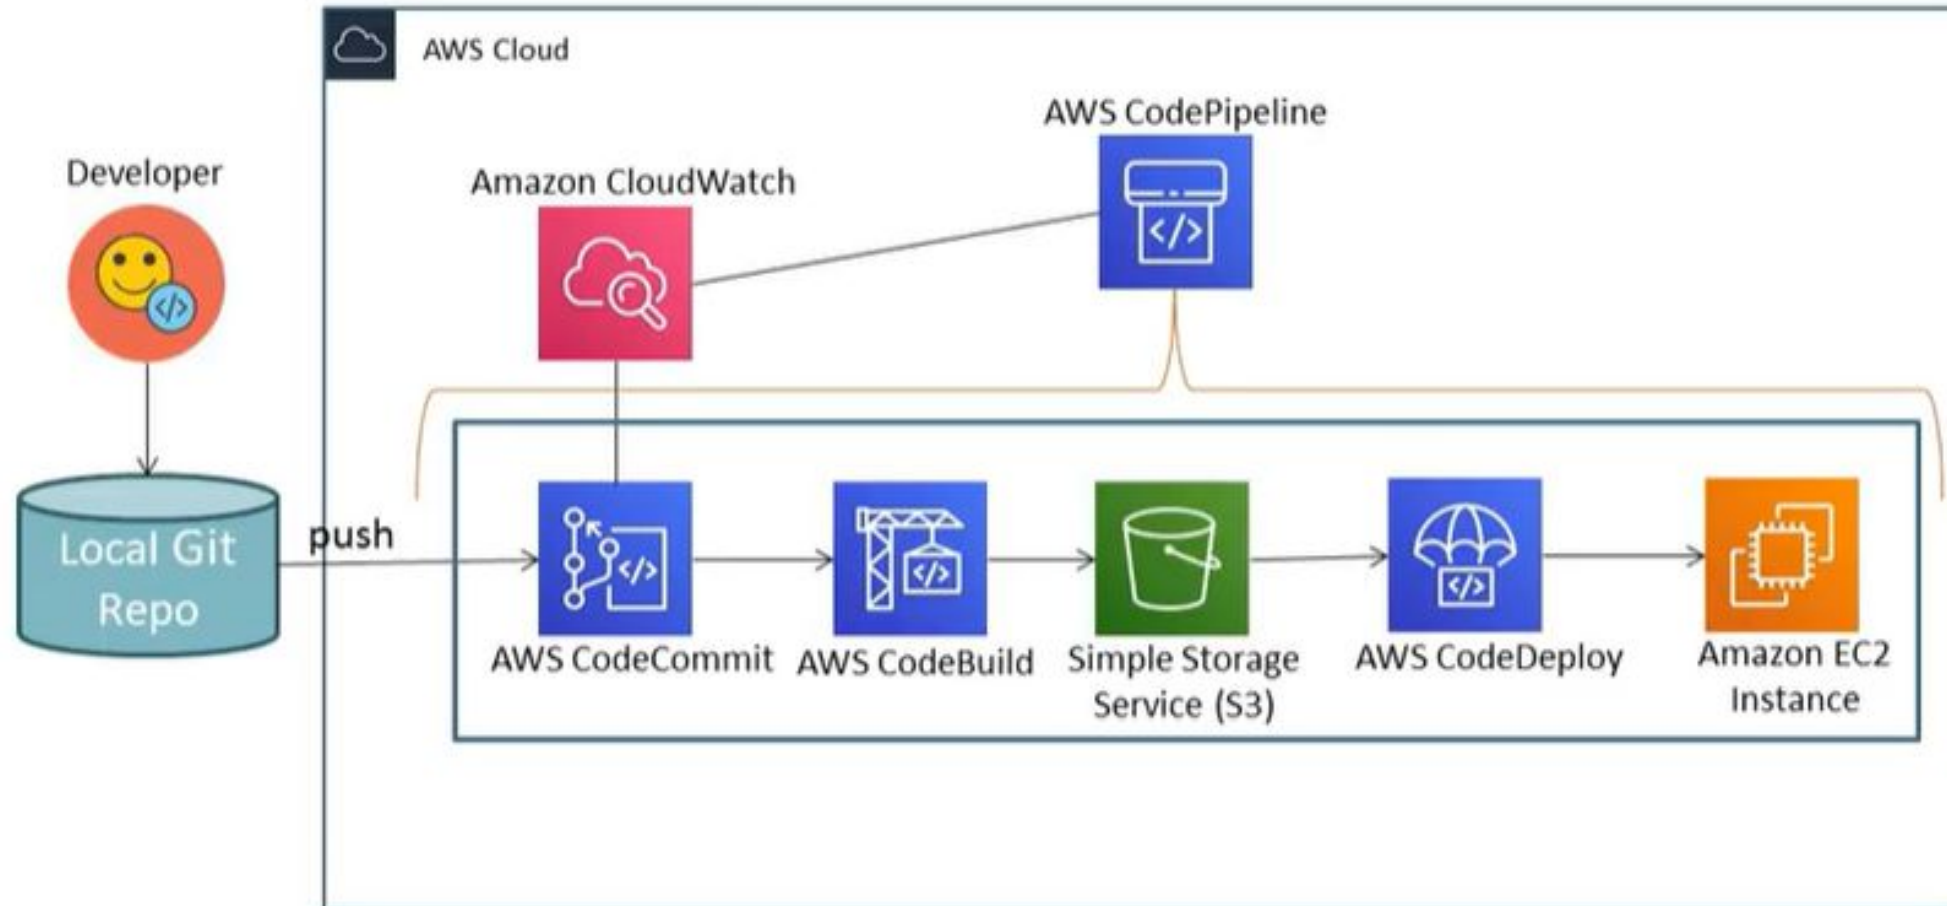 AWS Cloud
AWS CodePipeline
Developer
Amazon CloudWatch
push
Local Git
Repo
AWS CodeCommit
AWS CodeBuild
Simple Storage
Service (S3)
AWS CodeDeploy
Amazon EC2
Instance